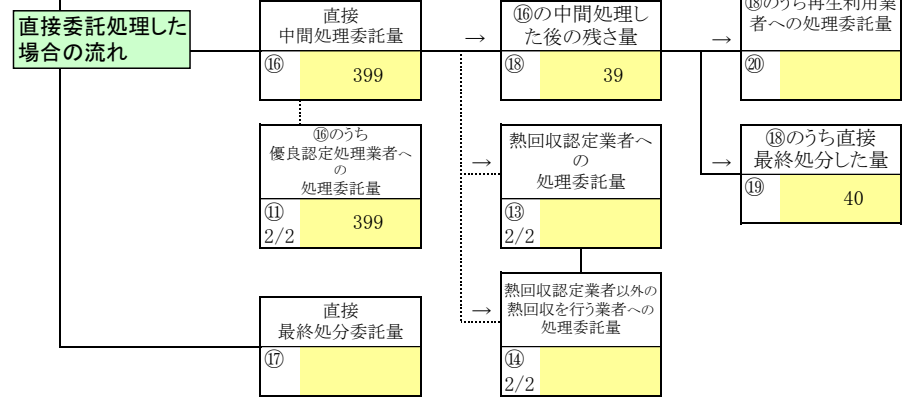 直接委託処理した
場合の流れ
直接
中間処理委託量
⑯
399
→
⑯の中間処理し
た後の残さ量
⑱
39
→
⑱のうち再生利用業
者への処理委託量
⑳
⑯のうち
優良認定処理業者へ
の
処理委託量
⑪
2/2
399
→
熱回収認定業者へ
の
処理委託量
⑬
2/2
→
⑱のうち直接
最終処分した量
⑲
40
直接
最終処分委託量
⑰
→
熱回収認定業者以外の
熱回収を行う業者への
処理委託量
⑭
2/2